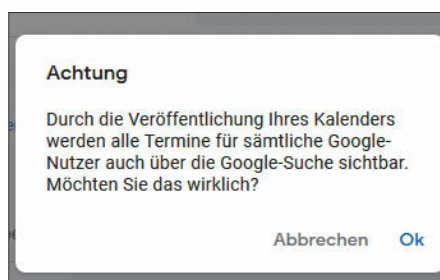 Achtung
Durch die Veröffentlichung Ihres Kalenders
werden alle Termine für sämtliche Google-
Nutzer auch über die Google-Suche sichtbar.
Möchten Sie das wirklich?
Abbrechen Ok